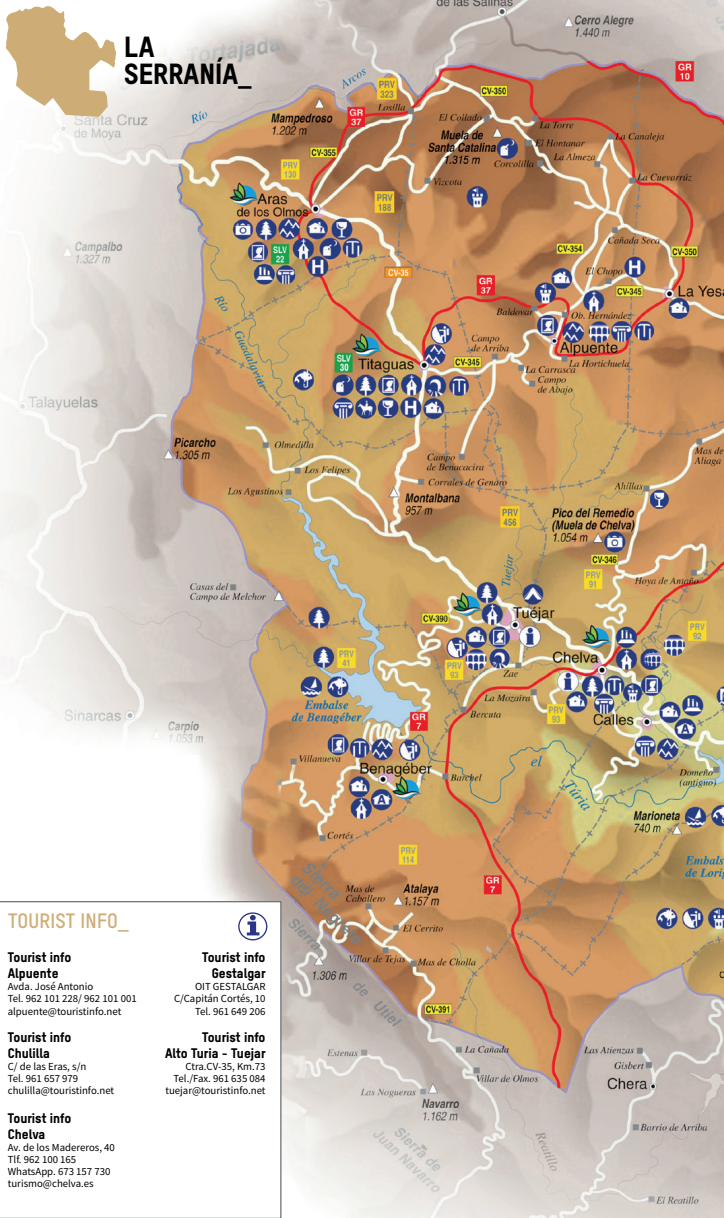 LA
SERRANÍA_
de las Salinas
Cerro Alegre
1.440 m
Tortajada
GR
10
Arcos
PRV
323
CV-350
Santa Cruz
de Moya
Río
Mampedroso
1.202 m
GR
37
Losilla
El Collado
La Torre
Muela de
Santa Catalina
1.315 m
El Hontanar
La Canaleja
Corcolilla
La Almeza
CV-355
PRV
130
Vizcota
La Cuevarruz
Aras
de los Olmos
PRV
188
SLV
22
H
Campalbo
1.327 m
CV-35
CV-354
Cañada Seca
CV-350
El Chopo
H
CV-345
La Yesa
GR
37
Baldovar
Ob. Hernández
Río
Guadalaviar
Alpuente
La Hortichuela
SLV
30
Titaguas
Campo
de Arriba
CV-345
La Carrasca
Campo
de Abajo
H
Talayuelas
Picarcho
1.305 m
Olmedilla
Los Felipes
Los Agustinos
Campo
de Benacacira
Corrales de Genaro
Montalbana
957 m
Mas de
Aliaga
Ahíllas
PRV
456
Pico del Remedio
(Muela de Chelva)
1.054 m
CV-346
Tuejar
PRV
91
Hoya de Antaño
Casas del
Campo de Melchor
CV-390
Tuéjar
i
PRV
92
PRV
41
PRV
93
Zae
Chelva
Sinarcas
Carpio
1.053 m
Embalse
de Benagéber
La Mozaira
i
PRV
93
GR
7
Bercuta
Calles
Villanueva
Benagéber
Barchel
el
Túria
Domeño
(antiguo)
Marioneta
740 m
Cortés
PRV
114
Embals
de Lorig
Sierra
del Negrete
Mas de
Caballero
Atalaya
1.157 m
GR
7
El Cerrito
Villar de Tejas
Mas de Cholla
1.306 m
Sierra de Utiel
CV-391
Estenas
La Cañada
Los Atienzas
Gisbert
Las Nogueras
Villar de Olmos
Chera
Navarro
1.162 m
Sierra de
Juan Navarro
Reatillo
Barrio de Arriba
El Reatillo
TOURIST INFO_
i
Tourist info
Alpuente
Avda. José Antonio
Tel. 962 101 228/ 962 101 001
alpuente@touristinfo.net
Tourist info
Gestalgar
OIT GESTALGAR
C/Capitán Cortés, 10
Tel. 961 649 206
Tourist info
Chulilla
C/ de las Eras, s/n
Tel. 961 657 979
chulilla@touristinfo.net
Tourist info
Alto Turia - Tuejar
Ctra.CV-35, Km.73
Tel./Fax. 961 635 084
tuejar@touristinfo.net
Tourist info
Chelva
Av. de los Madereros, 40
Tlf. 962 100 165
WhatsApp. 673 157 730
turismo@chelva.es